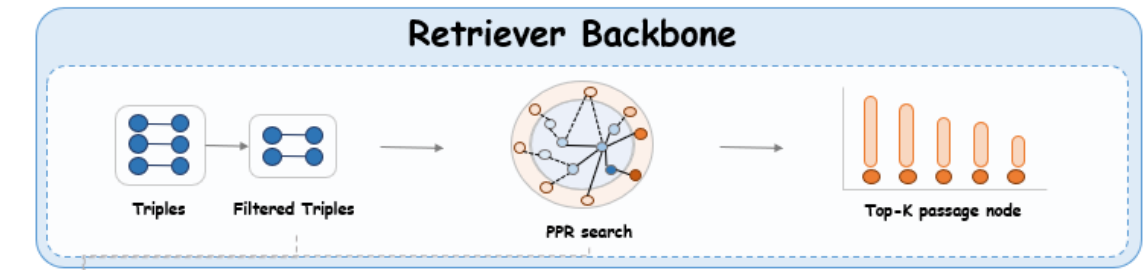 Retriever Backbone
Triples
Filtered Triples
PPR search
Top-K passage node